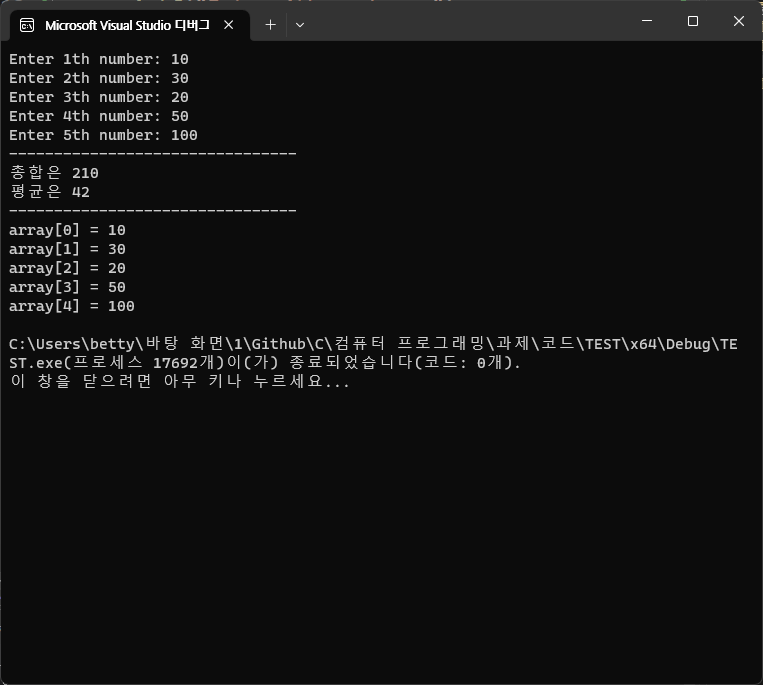 Microsoft Visual Studio 디버그
Enter 1th number: 10
Enter 2th number: 30
Enter 3th number: 20
Enter 4th number: 50
Enter 5th number: 100
--------------------------------
총합은 210
평균은 42
--------------------------------
array[0] = 10
array[1] = 30
array[2] = 20
array[3] = 50
array[4] = 100
C:\Users\betty\바탕 화면\1\Github\C\컴퓨터 프로그래밍\과제\코드\TEST\x64\Debug\TE
ST.exe(프로세스 17692개)이(가) 종료되었습니다(코드: 0개).
이 창을 닫으려면 아무 키나 누르세요...